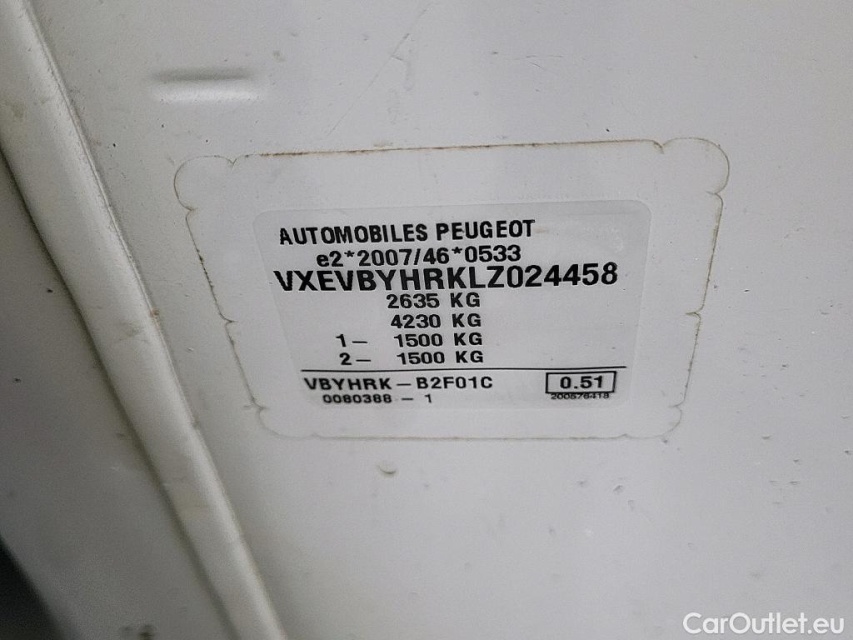 AUTOMOBILES PEUGEOT
e2*2007/46*0533
VXEVBYHRKLZ024458
2635 KG
4230 KG
1– 1500 KG
2– 1500 KG
VBYHRK – B2F01C 0.51
0080388 – 1 200576418
CarOutlet.eu